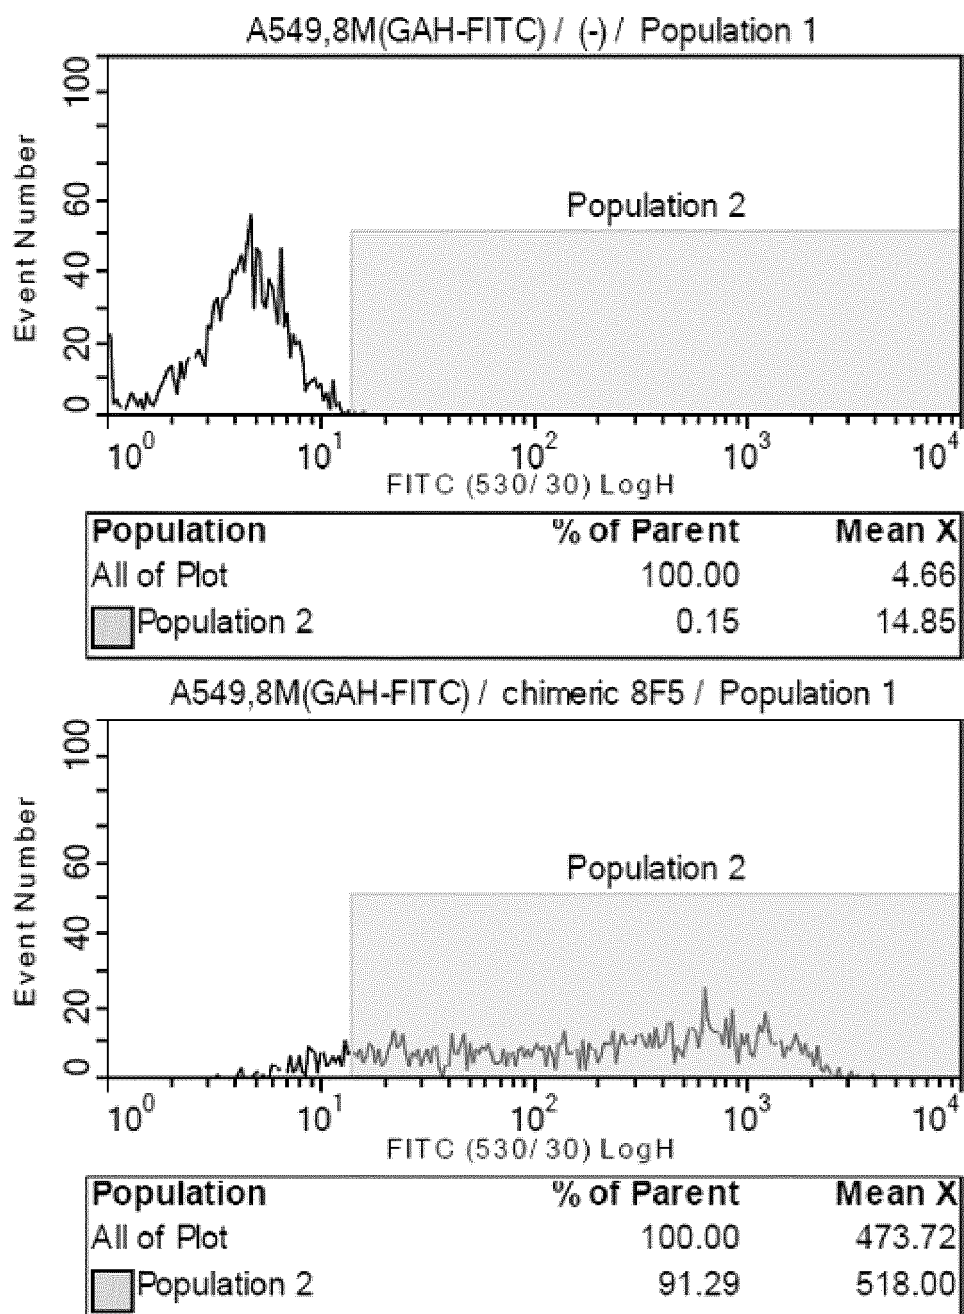 A549,8M(GAH-FITC) / (-) / Population 1
Event Number
100
60
40
20
0
Population 2
10^0 10^1 10^2 10^3 10^4
FITC (530/30) LogH
Population % of Parent Mean X
All of Plot 100.00 4.66
Population 2 0.15 14.85
A549,8M(GAH-FITC) / chimeric 8F5 / Population 1
Event Number
100
60
40
20
0
Population 2
10^0 10^1 10^2 10^3 10^4
FITC (530/30) LogH
Population % of Parent Mean X
All of Plot 100.00 473.72
Population 2 91.29 518.00